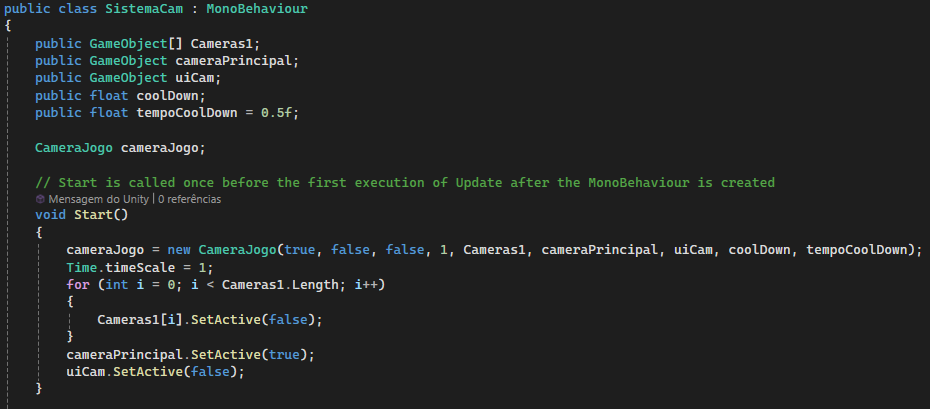 public class SistemaCam : MonoBehaviour
{
public GameObject[] Cameras1;
public GameObject cameraPrincipal;
public GameObject uiCam;
public float coolDown;
public float tempoCoolDown = 0.5f;
CameraJogo cameraJogo;
// Start is called once before the first execution of Update after the MonoBehaviour is created
Mensagem do Unity | 0 referências
void Start()
{
cameraJogo = new CameraJogo(true, false, false, 1, Cameras1, cameraPrincipal, uiCam, coolDown, tempoCoolDown);
Time.timeScale = 1;
for (int i = 0; i < Cameras1.Length; i++)
{
Cameras1[i].SetActive(false);
}
cameraPrincipal.SetActive(true);
uiCam.SetActive(false);
}